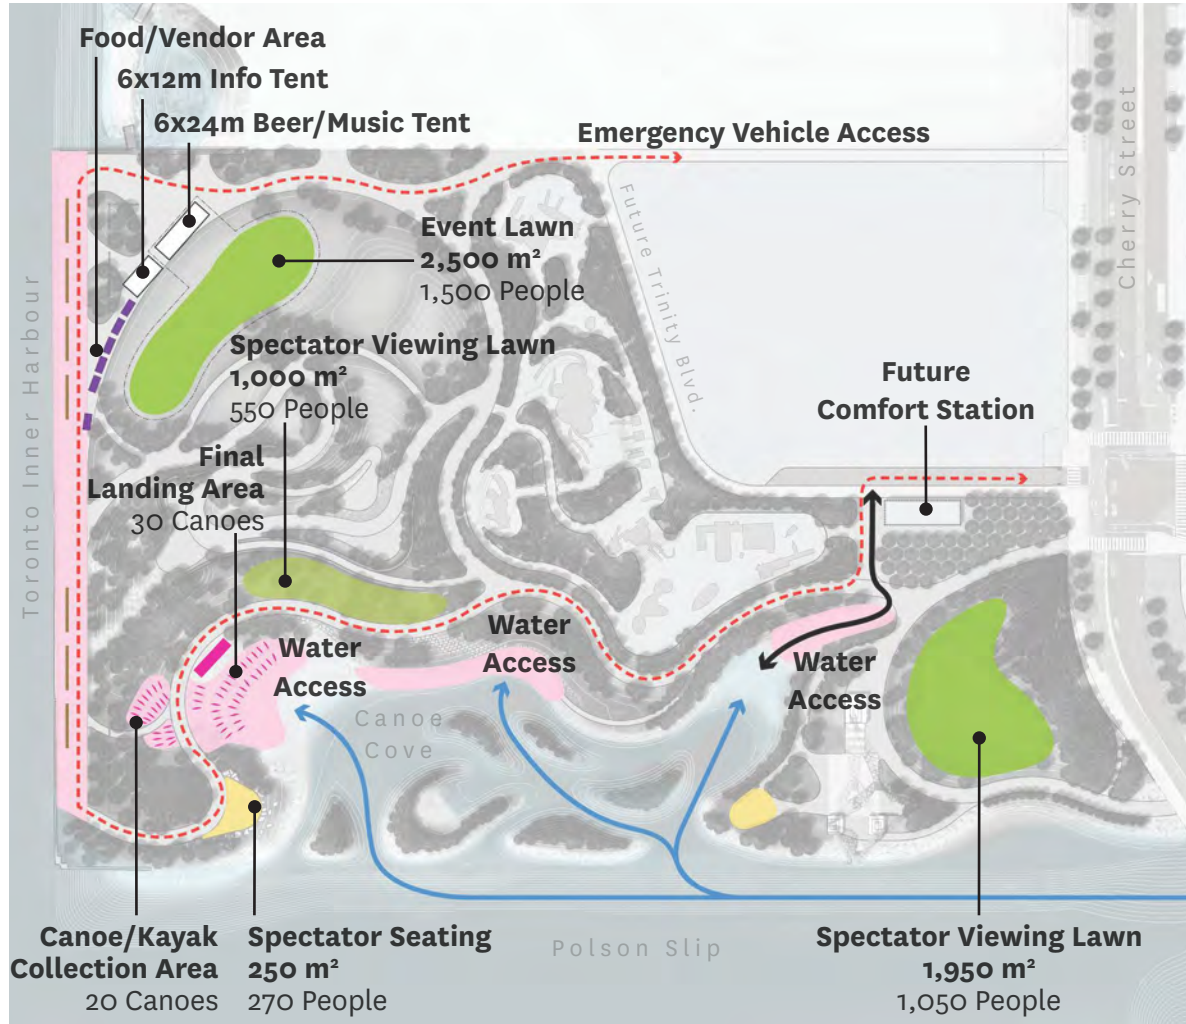 Food/Vendor Area
6x12m Info Tent
6x24m Beer/Music Tent
Emergency Vehicle Access
Cherry Street
Future Trinity Blvd.
Event Lawn
2,500 m²
1,500 People
Toronto Inner Harbour
Spectator Viewing Lawn
1,000 m²
550 People
Future
Comfort Station
Final
Landing Area
30 Canoes
Water
Access
Water
Access
Water
Access
Canoe
Cove
Canoe/Kayak
Collection Area
20 Canoes
Spectator Seating
250 m²
270 People
Polson Slip
Spectator Viewing Lawn
1,950 m²
1,050 People